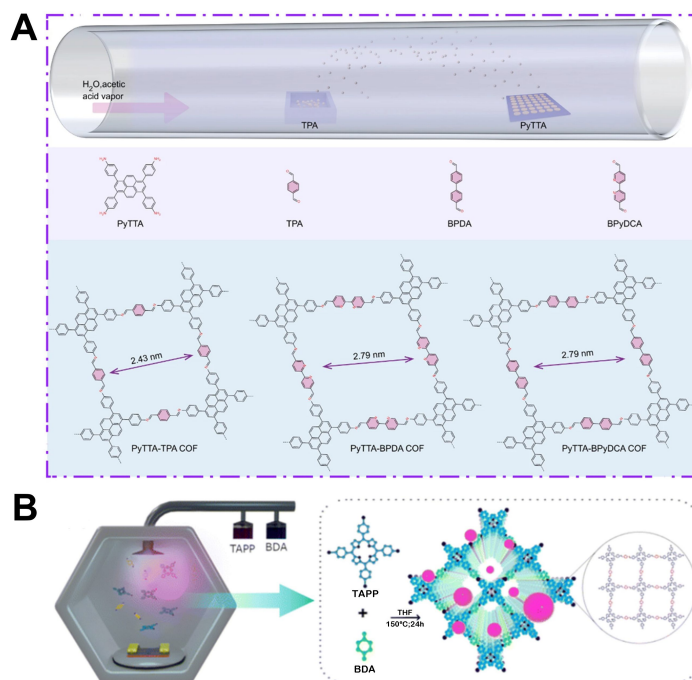 A
H₂O,acetic
acid vapor
TPA
PyTTA
PyTTA
TPA
BPDA
BPyDCA
2.43 nm
2.79 nm
2.79 nm
PyTTA-TPA COF
PyTTA-BPDA COF
PyTTA-BPyDCA COF
B
TAPP
BDA
TAPP
+
BDA
THF
150ºC;24h